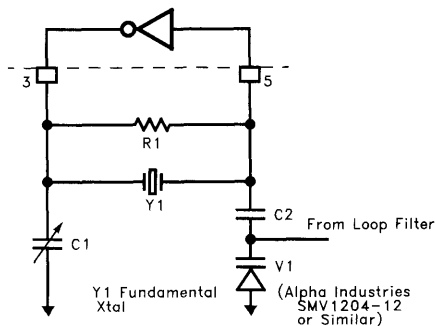 3
5
R1
Y1
C2
From Loop Filter
C1
V1
Y1 Fundamental
Xtal
(Alpha Industries
SMV1204-12
or Similar)